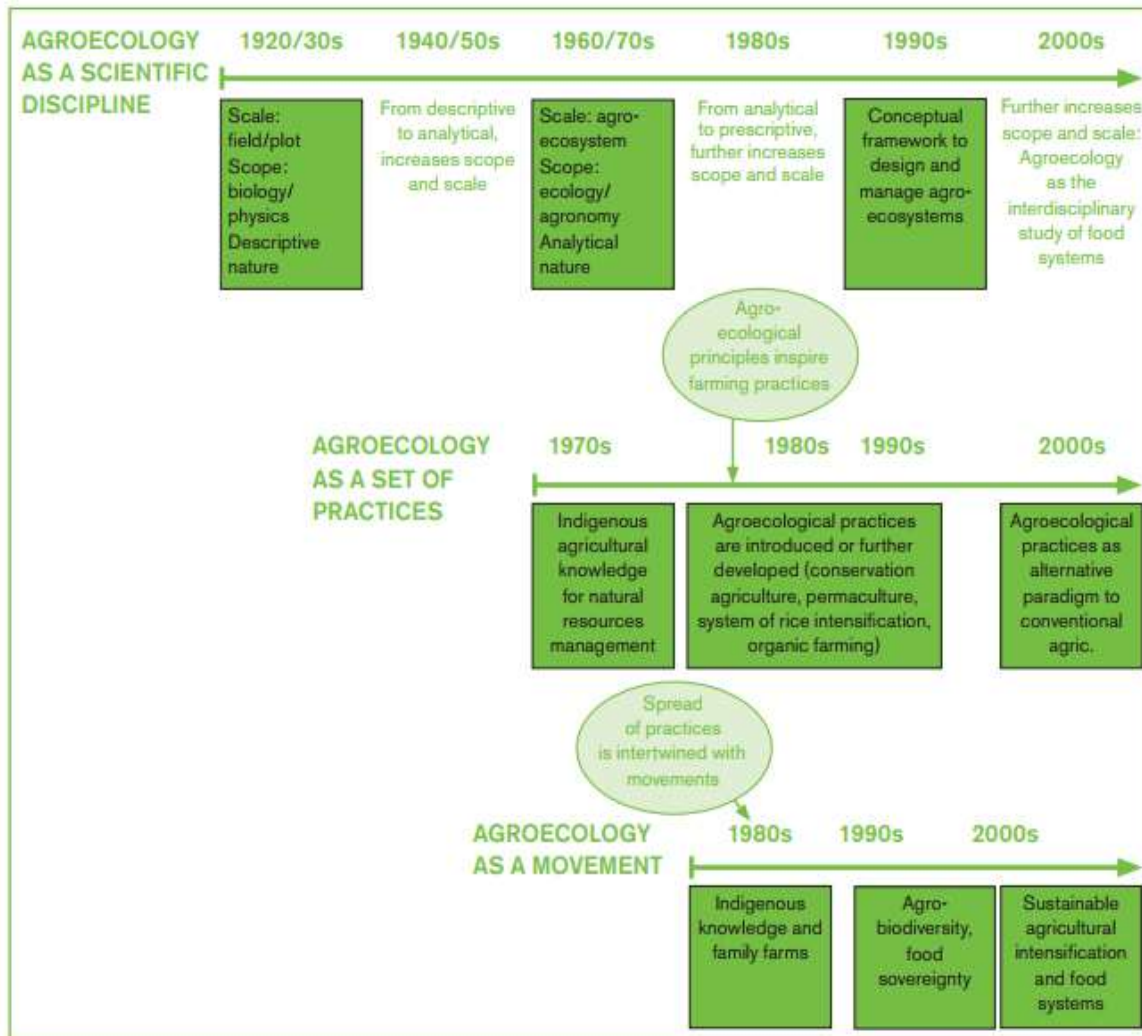 AGROECOLOGY
AS A SCIENTIFIC
DISCIPLINE
1920/30s
1940/50s
1960/70s
1980s
1990s
2000s
Scale:
field/plot
Scope:
biology/
physics
Descriptive
nature
From descriptive
to analytical,
increases scope
and scale
Scale: agro-
ecosystem
Scope:
ecology/
agronomy
Analytical
nature
From analytical
to prescriptive,
further increases
scope and scale
Conceptual
framework to
design and
manage agro-
ecosystems
Further increases
scope and scale:
Agroecology
as the
interdisciplinary
study of food
systems
Agro-
ecological
principles inspire
farming practices
AGROECOLOGY
AS A SET OF
PRACTICES
1970s
1980s
1990s
2000s
Indigenous
agricultural
knowledge
for natural
resources
management
Agroecological practices
are introduced or further
developed (conservation
agriculture, permaculture,
system of rice intensification,
organic farming)
Agroecological
practices as
alternative
paradigm to
conventional
agric.
Spread
of practices
is intertwined with
movements
AGROECOLOGY
AS A MOVEMENT
1980s
1990s
2000s
Indigenous
knowledge and
family farms
Agro-
biodiversity,
food
sovereignty
Sustainable
agricultural
intensification
and food
systems